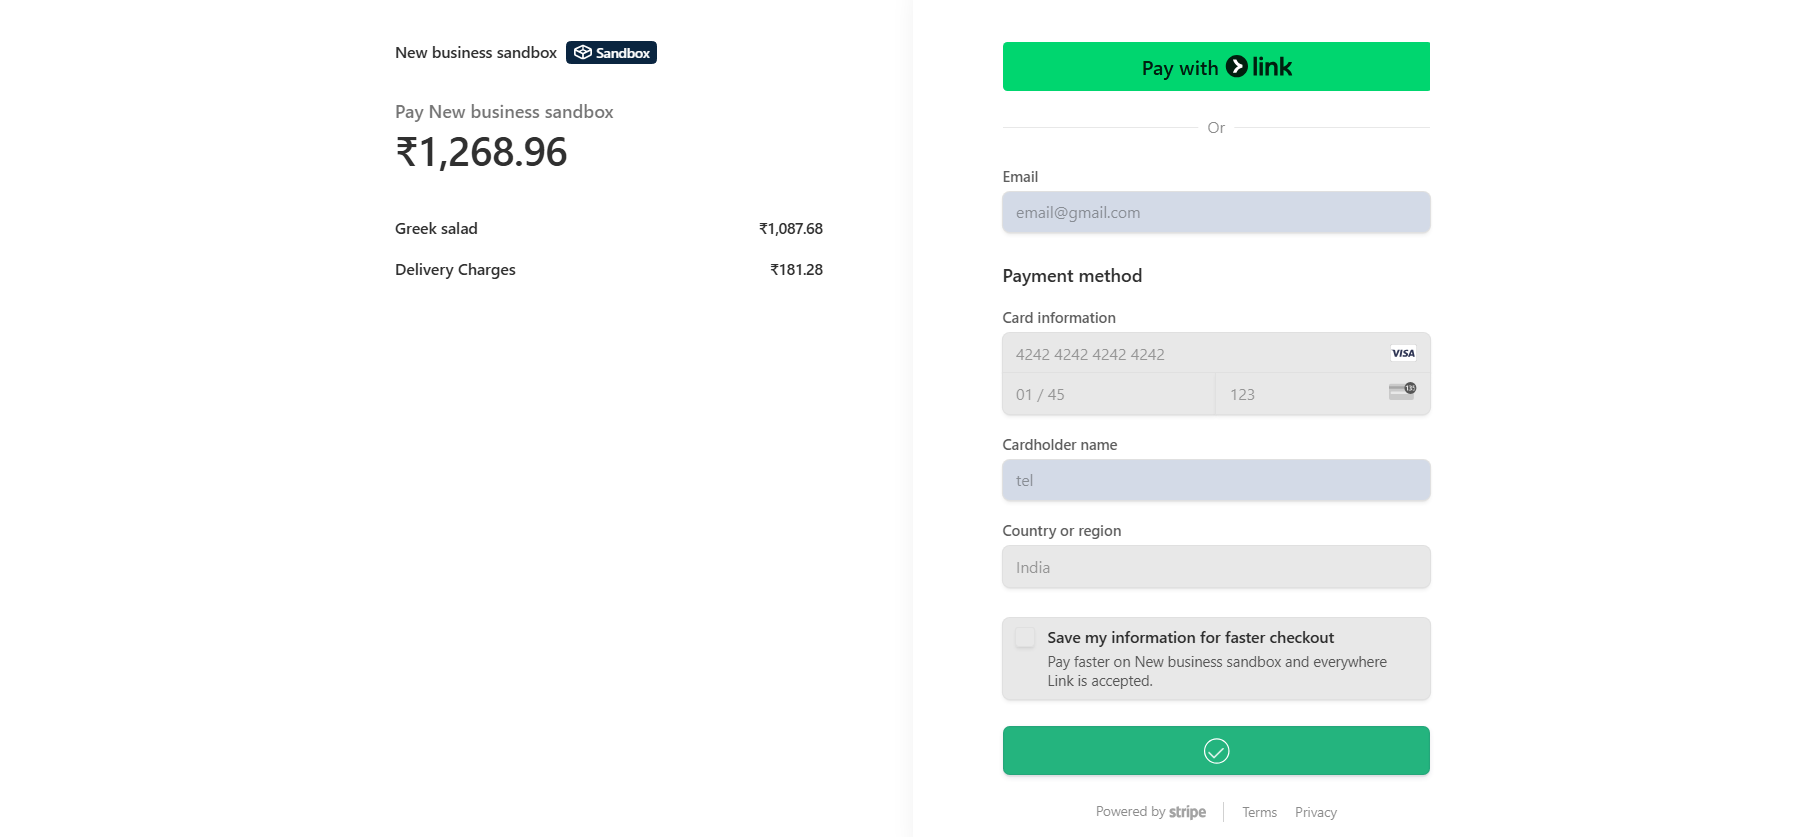 New business sandbox Sandbox
Pay New business sandbox
₹1,268.96
Greek salad ₹1,087.68
Delivery Charges ₹181.28
Pay with link
Or
Email
email@gmail.com
Payment method
Card information
4242 4242 4242 4242 VISA
01 / 45 123
Cardholder name
tel
Country or region
India
Save my information for faster checkout
Pay faster on New business sandbox and everywhere
Link is accepted.
Powered by stripe Terms Privacy